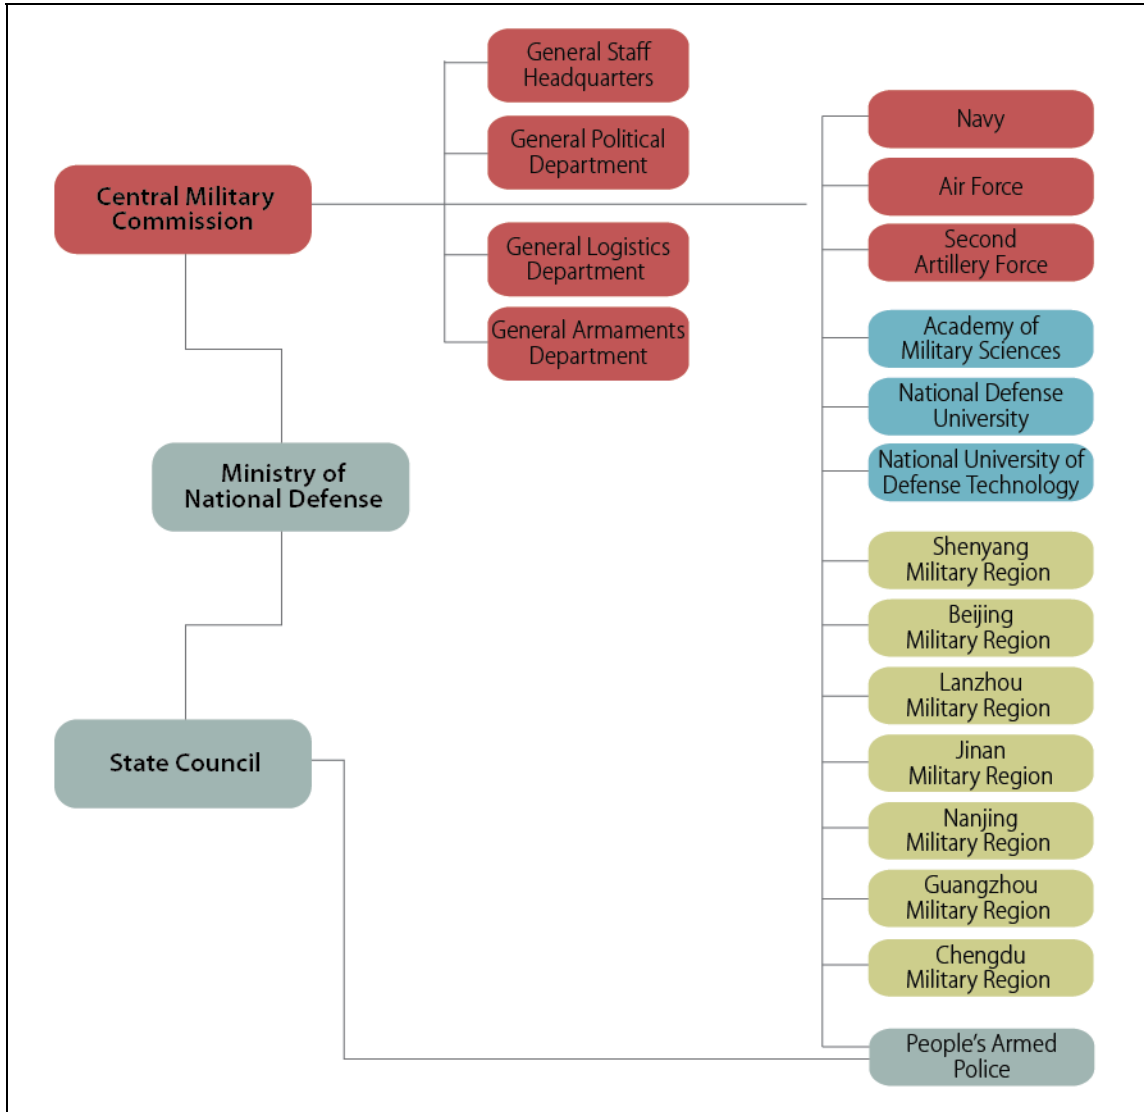 General Staff
Headquarters
General Political
Department
Central Military
Commission
General Logistics
Department
General Armaments
Department
Ministry of
National Defense
State Council
Navy
Air Force
Second
Artillery Force
Academy of
Military Sciences
National Defense
University
National University of
Defense Technology
Shenyang
Military Region
Beijing
Military Region
Lanzhou
Military Region
Jinan
Military Region
Nanjing
Military Region
Guangzhou
Military Region
Chengdu
Military Region
People’s Armed
Police